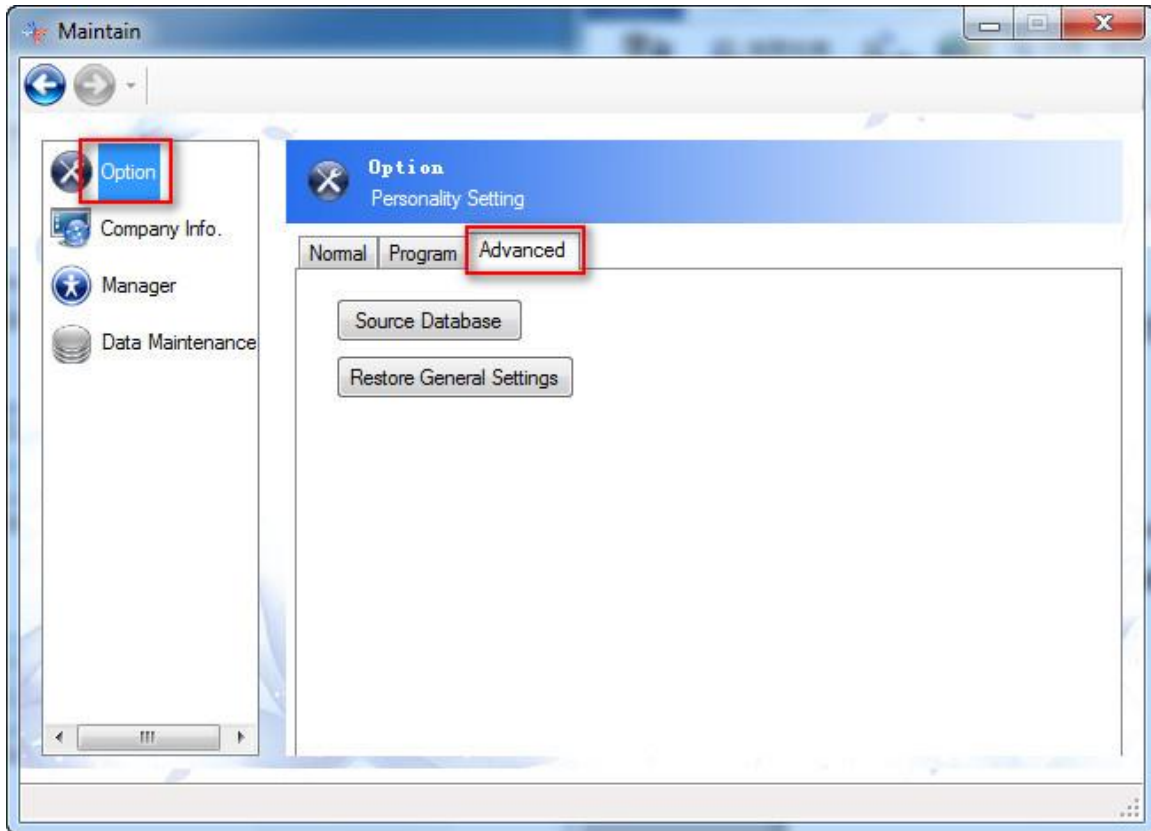 Maintain
Option
Company Info.
Manager
Data Maintenance
Option
Personality Setting
Normal Program Advanced
Source Database
Restore General Settings